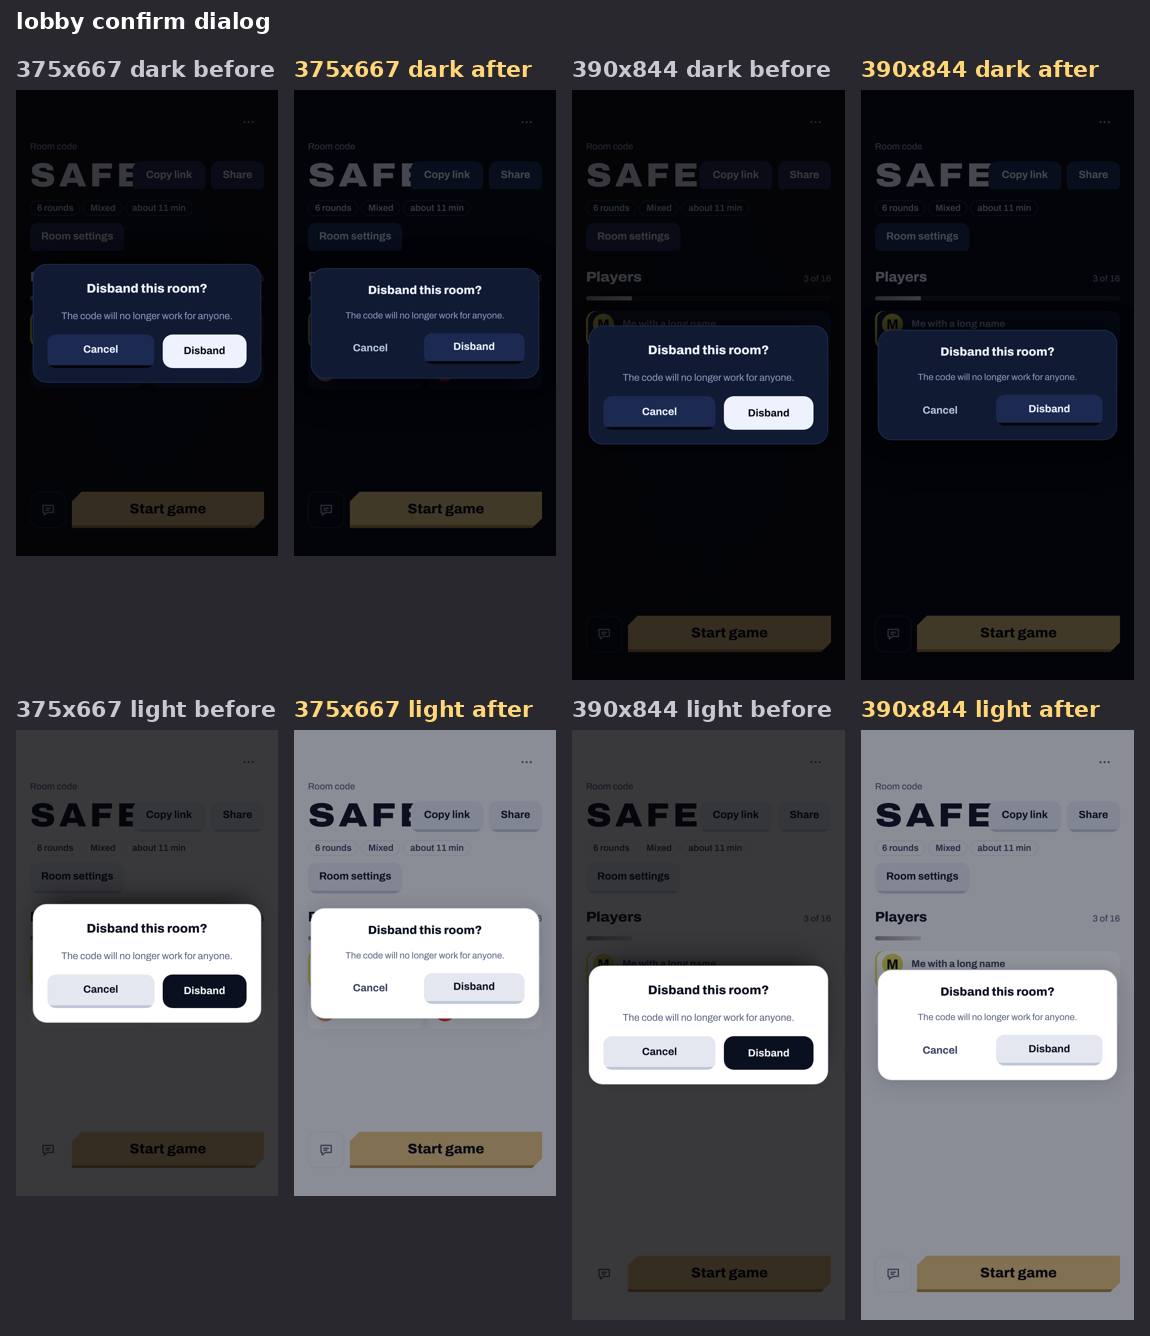 lobby confirm dialog
375x667 dark before
375x667 dark after
390x844 dark before
390x844 dark after
...
Room code
SAFE
Copy link
Share
6 rounds
Mixed
about 11 min
Room settings
Disband this room?
The code will no longer work for anyone.
Cancel
Disband
Start game
...
Room code
SAFE
Copy link
Share
6 rounds
Mixed
about 11 min
Room settings
Disband this room?
The code will no longer work for anyone.
Cancel
Disband
Start game
...
Room code
SAFE
Copy link
Share
6 rounds
Mixed
about 11 min
Room settings
Players
3 of 16
M
Me with a long name
Disband this room?
The code will no longer work for anyone.
Cancel
Disband
Start game
...
Room code
SAFE
Copy link
Share
6 rounds
Mixed
about 11 min
Room settings
Players
3 of 16
M
Me with a long name
Disband this room?
The code will no longer work for anyone.
Cancel
Disband
Start game
375x667 light before
375x667 light after
390x844 light before
390x844 light after
...
Room code
SAFE
Copy link
Share
6 rounds
Mixed
about 11 min
Room settings
Disband this room?
The code will no longer work for anyone.
Cancel
Disband
Start game
...
Room code
SAFE
Copy link
Share
6 rounds
Mixed
about 11 min
Room settings
Disband this room?
The code will no longer work for anyone.
Cancel
Disband
Start game
...
Room code
SAFE
Copy link
Share
6 rounds
Mixed
about 11 min
Room settings
Players
3 of 16
M
Me with a long name
Disband this room?
The code will no longer work for anyone.
Cancel
Disband
Start game
...
Room code
SAFE
Copy link
Share
6 rounds
Mixed
about 11 min
Room settings
Players
3 of 16
M
Me with a long name
Disband this room?
The code will no longer work for anyone.
Cancel
Disband
Start game